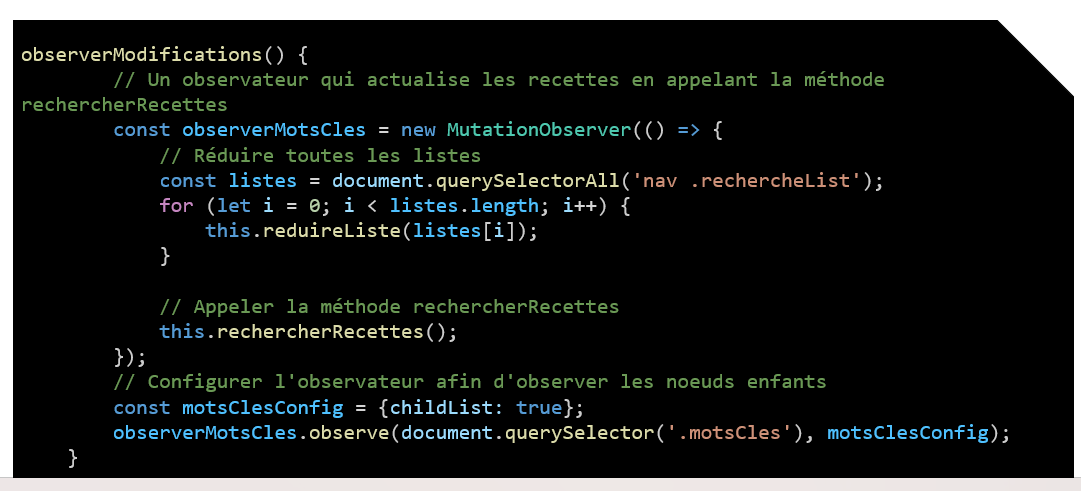 observerModifications() {
        // Un observateur qui actualise les recettes en appelant la méthode
rechercherRecettes
        const observerMotsCles = new MutationObserver(() => {
            // Réduire toutes les listes
            const listes = document.querySelectorAll('nav .rechercheList');
            for (let i = 0; i < listes.length; i++) {
                this.reduireListe(listes[i]);
            }

            // Appeler la méthode rechercherRecettes
            this.rechercherRecettes();
        });
        // Configurer l'observateur afin d'observer les noeuds enfants
        const motsClesConfig = {childList: true};
        observerMotsCles.observe(document.querySelector('.motsCles'), motsClesConfig);
    }